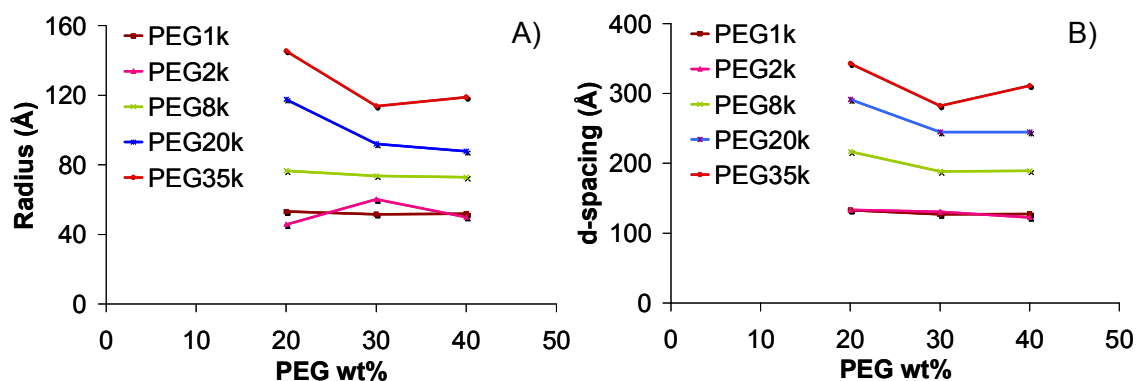 A)
Radius (Å)
160
120
80
40
0
PEG1k
PEG2k
PEG8k
PEG20k
PEG35k
0 10 20 30 40 50
PEG wt%
B)
d-spacing (Å)
400
300
200
100
0
PEG1k
PEG2k
PEG8k
PEG20k
PEG35k
0 10 20 30 40 50
PEG wt%